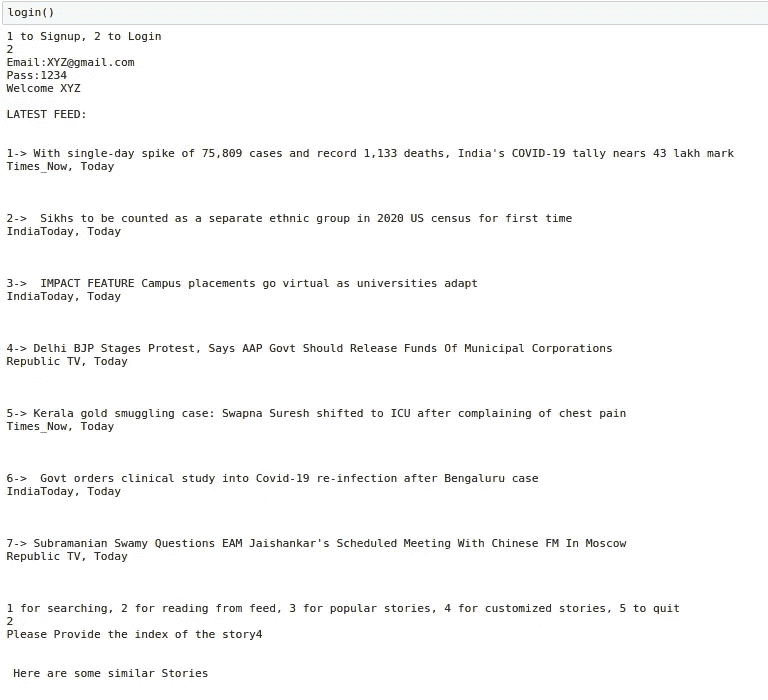 login()
1 to Signup, 2 to Login
2
Email:XYZ@gmail.com
Pass:1234
Welcome XYZ
LATEST FEED:
1-> With single-day spike of 75,809 cases and record 1,133 deaths, India's COVID-19 tally nears 43 lakh mark
Times_Now, Today
2->  Sikhs to be counted as a separate ethnic group in 2020 US census for first time
IndiaToday, Today
3->  IMPACT FEATURE Campus placements go virtual as universities adapt
IndiaToday, Today
4-> Delhi BJP Stages Protest, Says AAP Govt Should Release Funds Of Municipal Corporations
Republic TV, Today
5-> Kerala gold smuggling case: Swapna Suresh shifted to ICU after complaining of chest pain
Times_Now, Today
6->  Govt orders clinical study into Covid-19 re-infection after Bengaluru case
IndiaToday, Today
7-> Subramanian Swamy Questions EAM Jaishankar's Scheduled Meeting With Chinese FM In Moscow
Republic TV, Today
1 for searching, 2 for reading from feed, 3 for popular stories, 4 for customized stories, 5 to quit
2
Please Provide the index of the story4
Here are some similar Stories